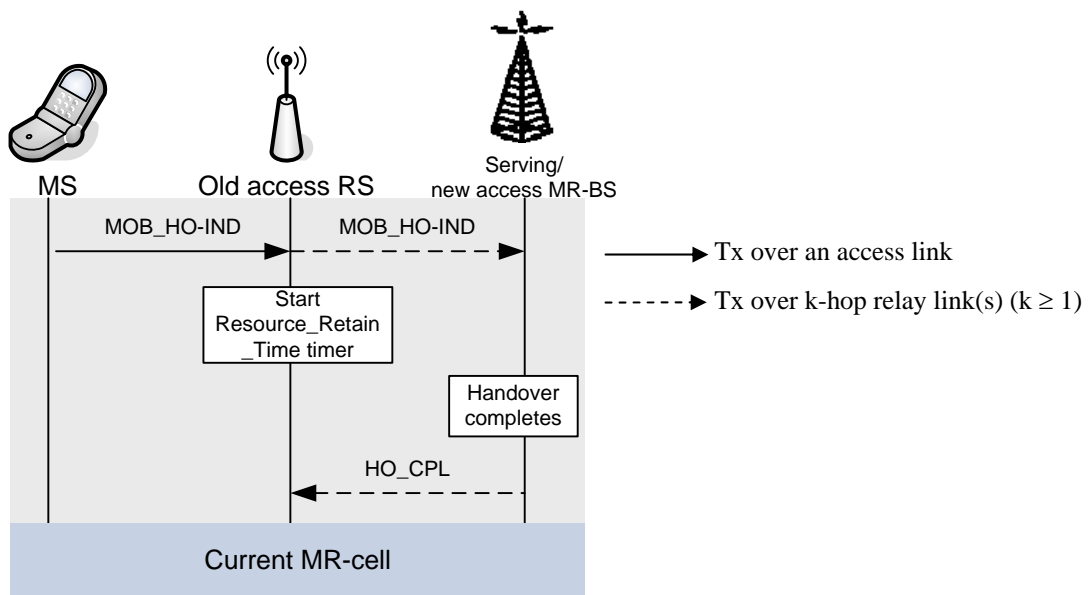 Serving/
new access MR-BS
MS
Old access RS
MOB_HO-IND
MOB_HO-IND
Tx over an access link
Start
Resource_Retain
_Time timer
Tx over k-hop relay link(s) (k ≥ 1)
Handover
completes
HO_CPL
Current MR-cell